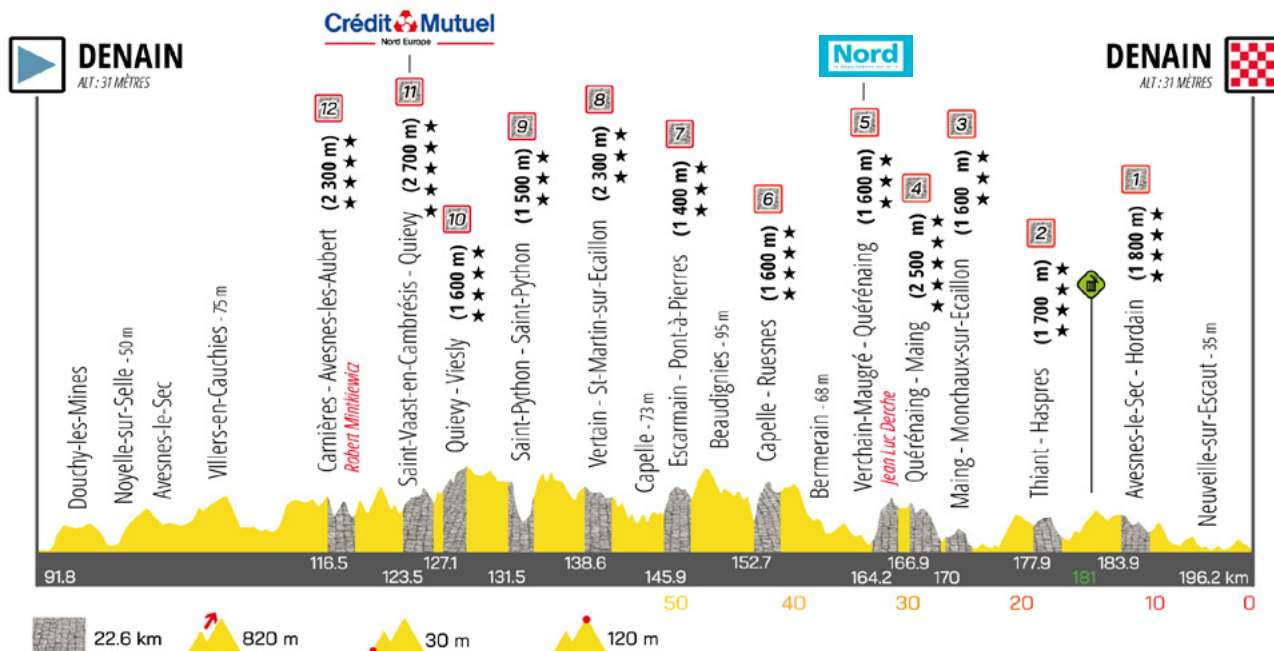 Crédit Mutuel
Nord Europe
DENAIN
ALT : 31 MÈTRES
Nord
DENAIN
ALT : 31 MÈTRES
Douchy-les-Mines
Noyelle-sur-Selle - 50 m
Avesnes-le-Sec
Villers-en-Cauchies - 75 m
12
Carnières - Avesnes-les-Aubert (2 300 m) ★★★★
Robert Mintkiewicz
11
Saint-Vaast-en-Cambrésis - Quievy (2 700 m) ★★★★★
10
Quievy - Viesly (1 600 m) ★★★★
9
Saint-Python - Saint-Python (1 500 m) ★★★
8
Vertain - St-Martin-sur-Ecaillon (2 300 m) ★★★
Capelle - 73 m
7
Escarmain - Pont-à-Pierres (1 400 m) ★★★
Beaudignies - 95 m
6
Capelle - Ruesnes (1 600 m) ★★★★
Bermerain - 68 m
5
Verchain-Maugré - Quérénaing (1 600 m) ★★★
Jean Luc Derche
4
Quérénaing - Maing (2 500 m) ★★★★★
3
Maing - Monchaux-sur-Ecaillon (1 600 m) ★★★
2
Thiant - Haspres (1 700 m) ★★★★
1
Avesnes-le-Sec - Hordain (1 800 m) ★★★★
Neuville-sur-Escaut - 35 m
116.5 127.1 138.6 152.7 166.9 177.9 183.9
91.8 123.5 131.5 145.9 164.2 170 181 196.2 km
50 40 30 20 10 0
22.6 km 820 m 30 m 120 m